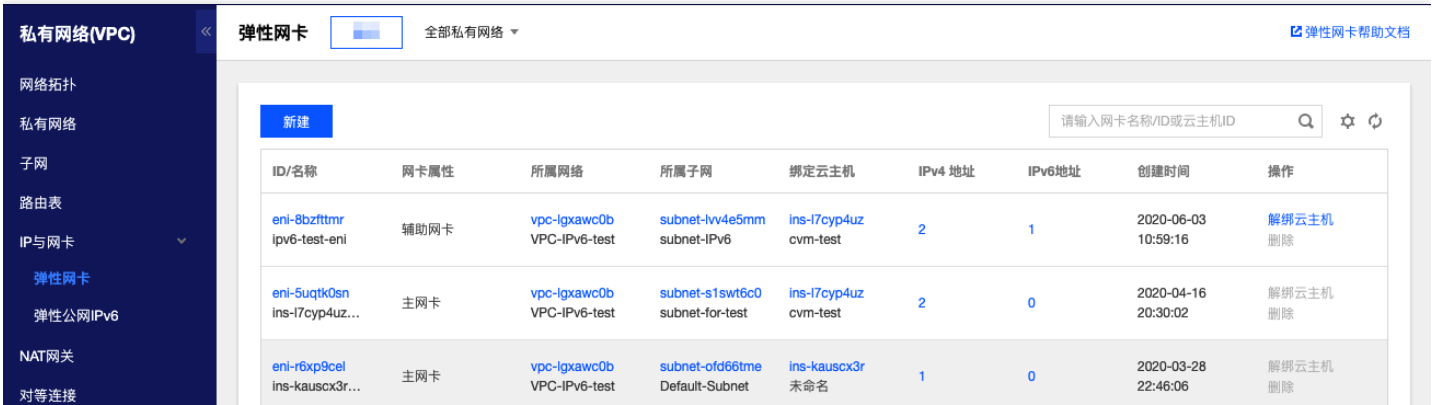 私有网络(VPC)
«
弹性网卡
全部私有网络
弹性网卡帮助文档
网络拓扑
私有网络
子网
路由表
IP与网卡
弹性网卡
弹性公网IPv6
NAT网关
对等连接
新建
请输入网卡名称/ID或云主机ID
ID/名称 网卡属性 所属网络 所属子网 绑定云主机 IPv4 地址 IPv6地址 创建时间 操作
eni-8bzfttmr vpc-lgxawc0b subnet-lvv4e5mm ins-l7cyp4uz 2020-06-03 解绑云主机
辅助网卡 2 1
ipv6-test-eni VPC-IPv6-test subnet-IPv6 cvm-test 10:59:16 删除
eni-5uqtk0sn vpc-lgxawc0b subnet-s1swt6c0 ins-l7cyp4uz 2020-04-16 解绑云主机
主网卡 2 0
ins-l7cyp4uz... VPC-IPv6-test subnet-for-test cvm-test 20:30:02 删除
eni-r6xp9cel vpc-lgxawc0b subnet-ofd66tme ins-kauscx3r 2020-03-28 解绑云主机
主网卡 1 0
ins-kauscx3r... VPC-IPv6-test Default-Subnet 未命名 22:46:06 删除